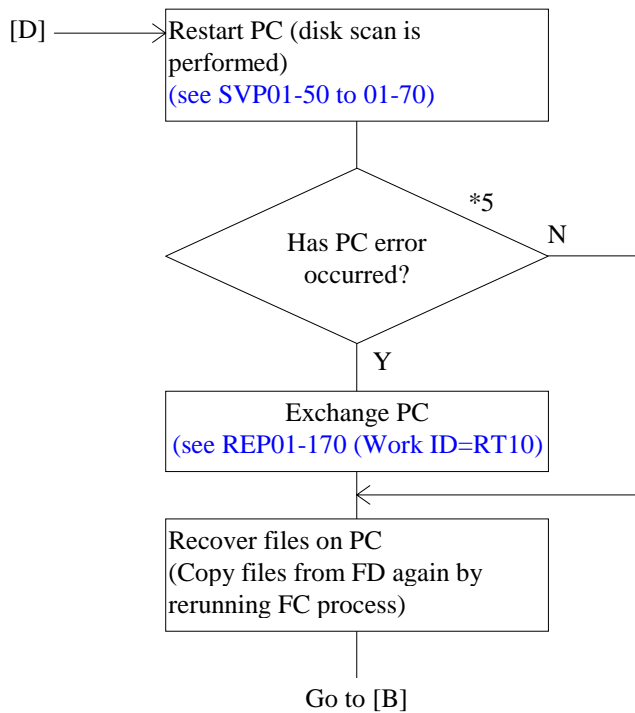 [D]
Restart PC (disk scan is
performed)
(see SVP01-50 to 01-70)
*5
Has PC error
occurred?
N
Y
Exchange PC
(see REP01-170 (Work ID=RT10)
Recover files on PC
(Copy files from FD again by
rerunning FC process)
Go to [B]